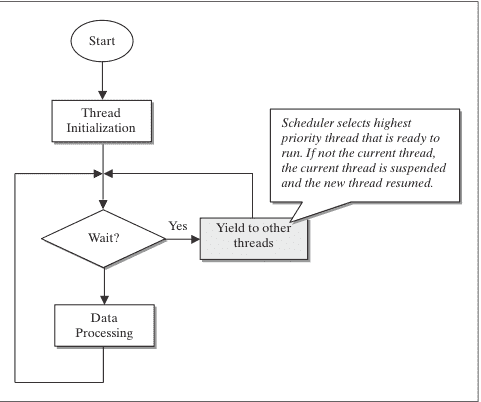 Start
Thread
Initialization
Scheduler selects highest
priority thread that is ready to
run. If not the current thread,
the current thread is suspended
and the new thread resumed.
Wait?
Yes
Yield to other
threads
Data
Processing